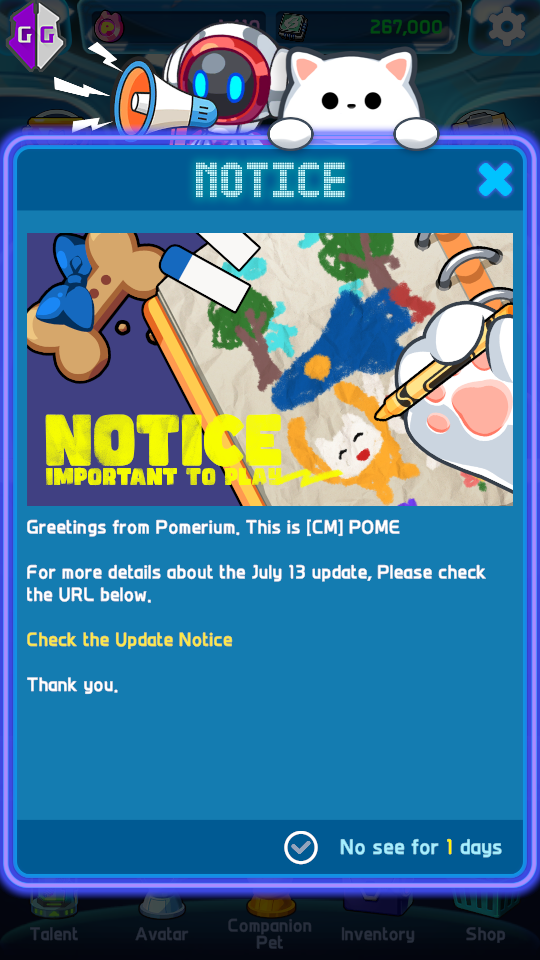 GG
267,000
NOTICE
NOTICE
IMPORTANT TO PLAY
Greetings from Pomerium. This is [CM] POME
For more details about the July 13 update, Please check
the URL below.
Check the Update Notice
Thank you.
No see for 1 days
Talent
Avatar
Companion
Pet
Inventory
Shop